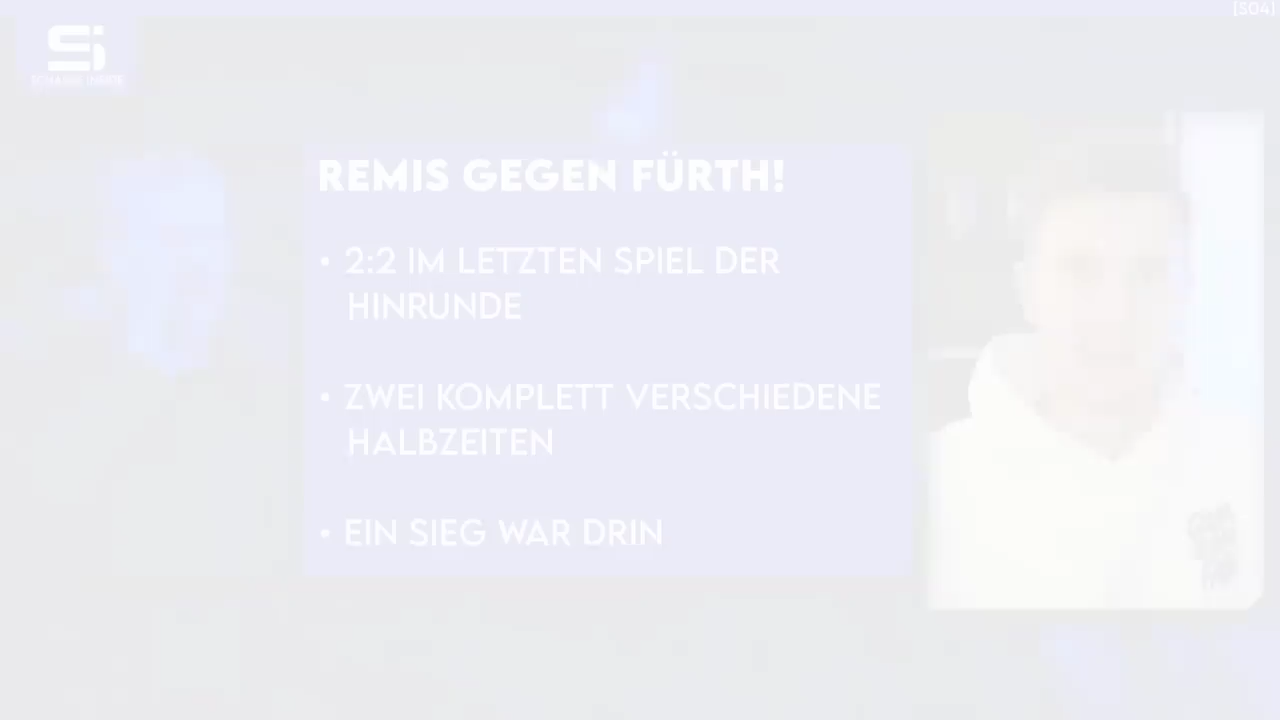 [S04]
REMIS GEGEN FÜRTH!
• 2:2 IM LETZTEN SPIEL DER
HINRUNDE
• ZWEI KOMPLETT VERSCHIEDENE
HALBZEITEN
• EIN SIEG WAR DRIN